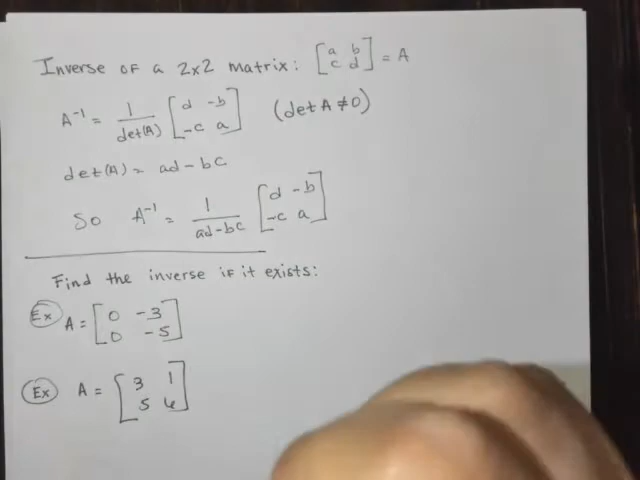 Inverse of a 2x2 matrix: [a b c d] = A
A⁻¹ = 1/det(A) [d -b -c a] (det A ≠ 0)
det(A) = ad - bc
So A⁻¹ = 1/ad-bc [d -b -c a]
Find the inverse if it exists:
Ex A = [0 -3 0 -5]
Ex A = [3 1 5 4]